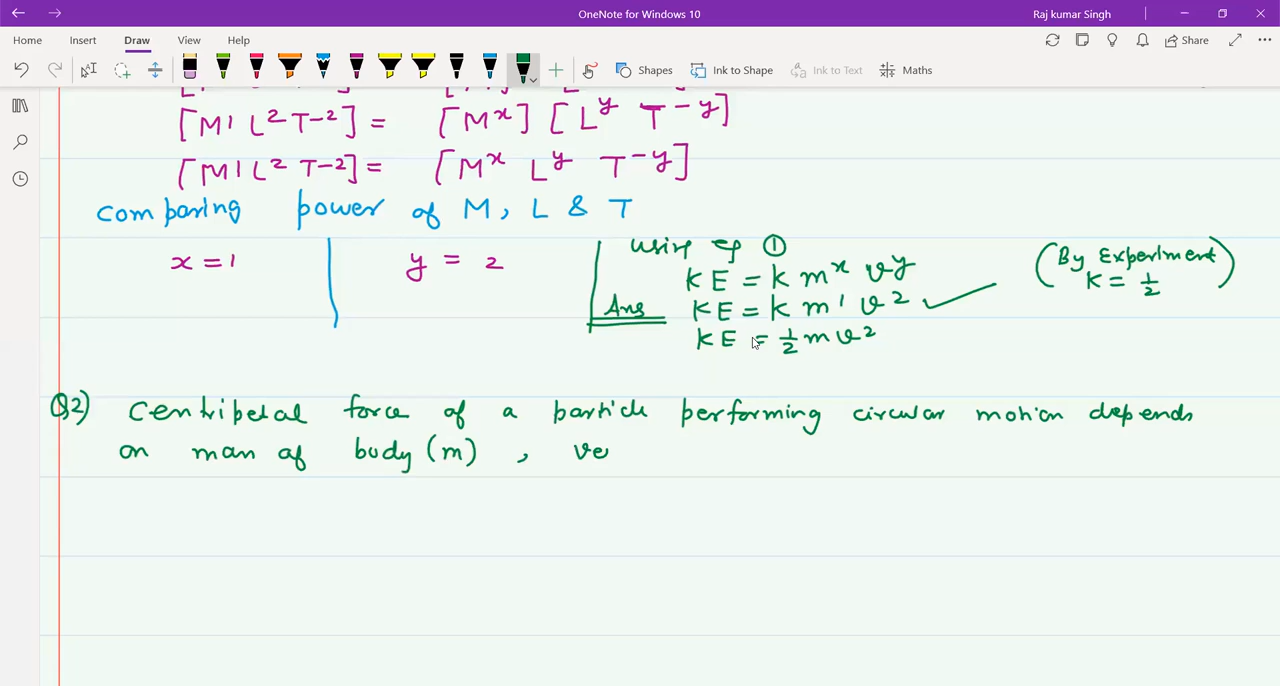 OneNote for Windows 10
Raj kumar Singh
Home Insert Draw View Help
Share
Shapes Ink to Shape Ink to Text Maths
[M1 L2 T-2] = [Mx] [Ly T-y]
[M1 L2 T-2] = [Mx Ly T-y]
comparing power of M, L & T
x = 1
y = 2
using eq ①
KE = k mx vy
Ans KE = k m1 v2
KE = 1/2 mv2
(By Experiment
K = 1/2)
Q2) Centripetal force of a particle performing circular motion depends
on mass of body (m) , ve